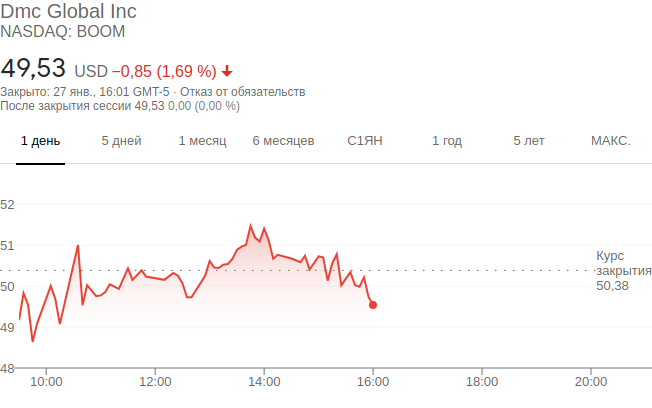 Dmc Global Inc
NASDAQ: BOOM
49,53 USD −0,85 (1,69 %)
Закрыто: 27 янв., 16:01 GMT-5 · Отказ от обязательств
После закрытия сессии 49,53 0,00 (0,00 %)
1 день 5 дней 1 месяц 6 месяцев С1ЯН 1 год 5 лет МАКС.
52
51
Курс
закрытия
50 50,38
49
48
10:00 12:00 14:00 16:00 18:00 20:00